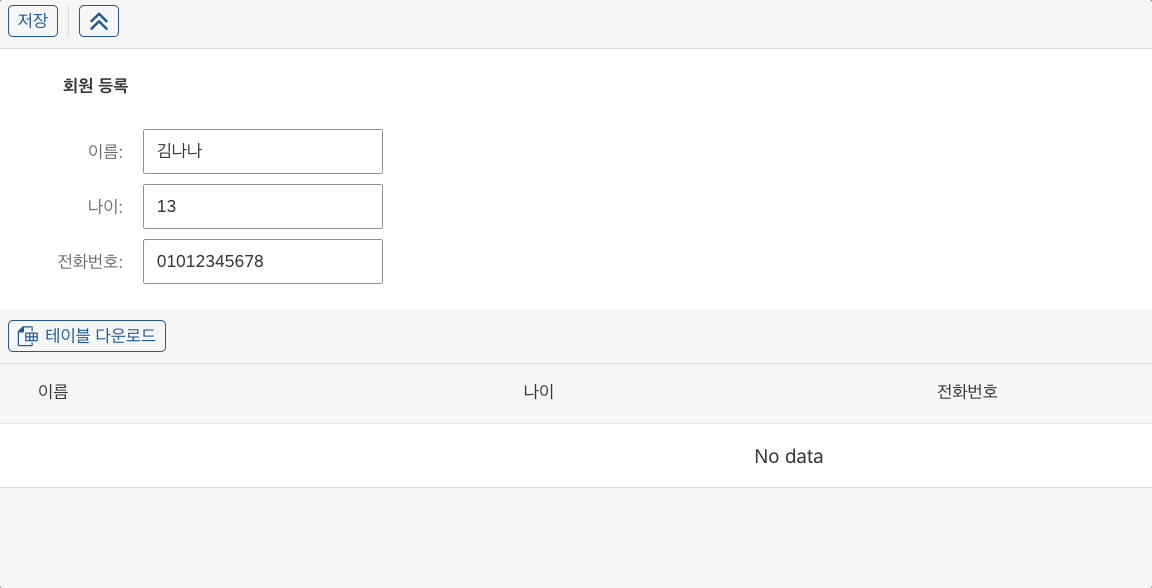 저장
회원 등록
이름: 김나나
나이: 13
전화번호: 01012345678
테이블 다운로드
이름 나이 전화번호
No data